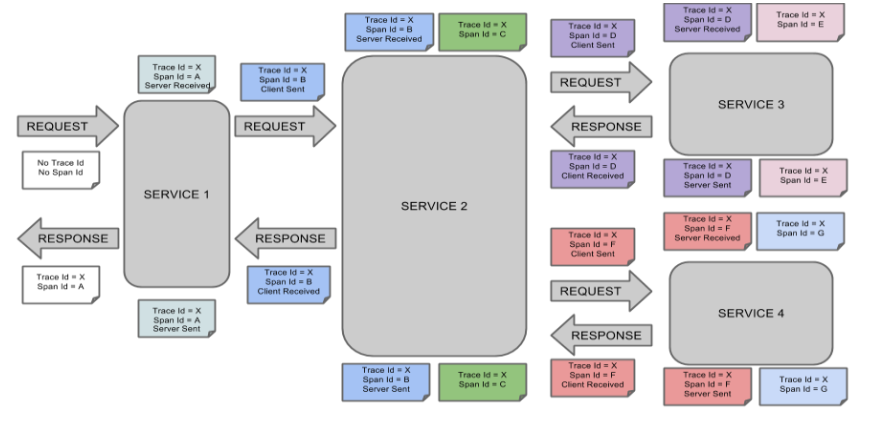 REQUEST
No Trace Id
No Span Id
RESPONSE
Trace Id = X
Span Id = A
Trace Id = X
Span Id = A
Server Received
SERVICE 1
Trace Id = X
Span Id = A
Server Sent
Trace Id = X
Span Id = B
Client Sent
REQUEST
RESPONSE
Trace Id = X
Span Id = B
Client Received
Trace Id = X
Span Id = B
Server Received
Trace Id = X
Span Id = C
SERVICE 2
Trace Id = X
Span Id = B
Server Sent
Trace Id = X
Span Id = C
Trace Id = X
Span Id = D
Client Sent
REQUEST
RESPONSE
Trace Id = X
Span Id = D
Client Received
Trace Id = X
Span Id = D
Server Received
Trace Id = X
Span Id = E
SERVICE 3
Trace Id = X
Span Id = D
Server Sent
Trace Id = X
Span Id = E
Trace Id = X
Span Id = F
Client Sent
REQUEST
RESPONSE
Trace Id = X
Span Id = F
Client Received
Trace Id = X
Span Id = F
Server Received
Trace Id = X
Span Id = G
SERVICE 4
Trace Id = X
Span Id = F
Server Sent
Trace Id = X
Span Id = G